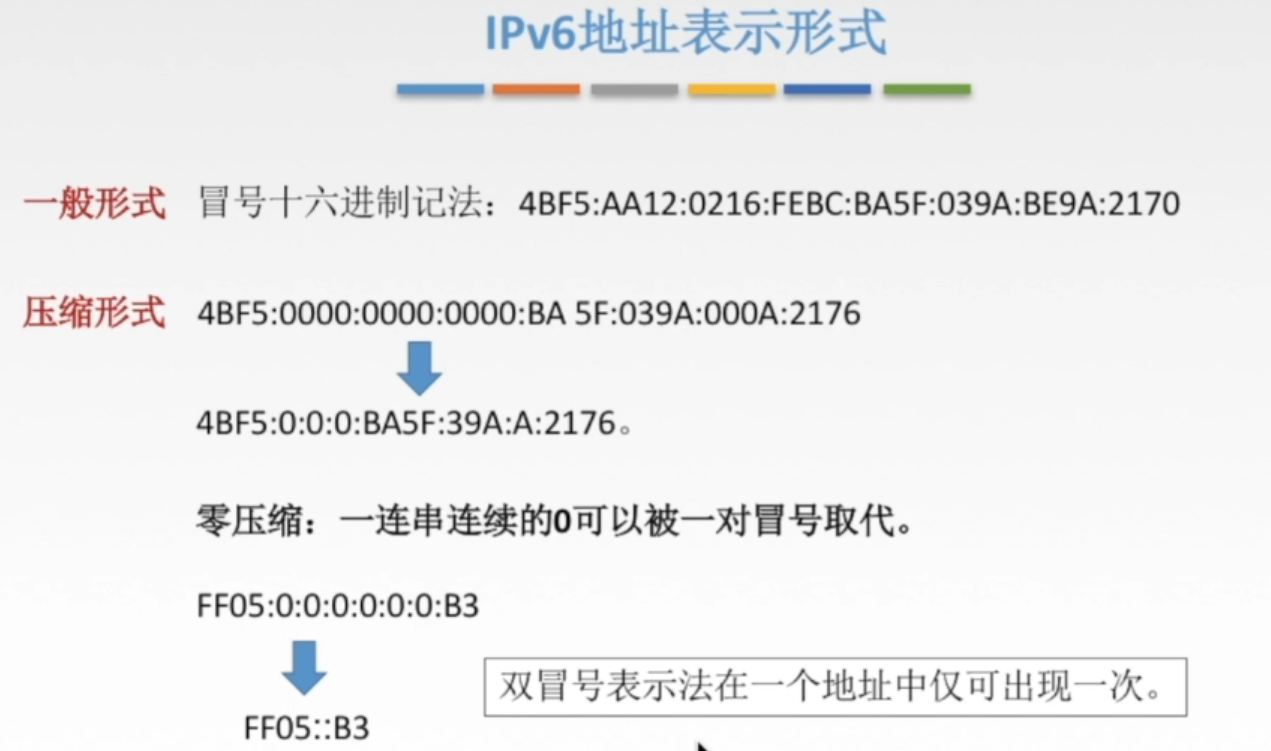 IPv6地址表示形式
一般形式 冒号十六进制记法：4BF5:AA12:0216:FEBC:BA5F:039A:BE9A:2170
压缩形式 4BF5:0000:0000:0000:BA 5F:039A:000A:2176
4BF5:0:0:0:BA5F:39A:A:2176。
零压缩：一连串连续的0可以被一对冒号取代。
FF05:0:0:0:0:0:0:B3
双冒号表示法在一个地址中仅可出现一次。
FF05::B3